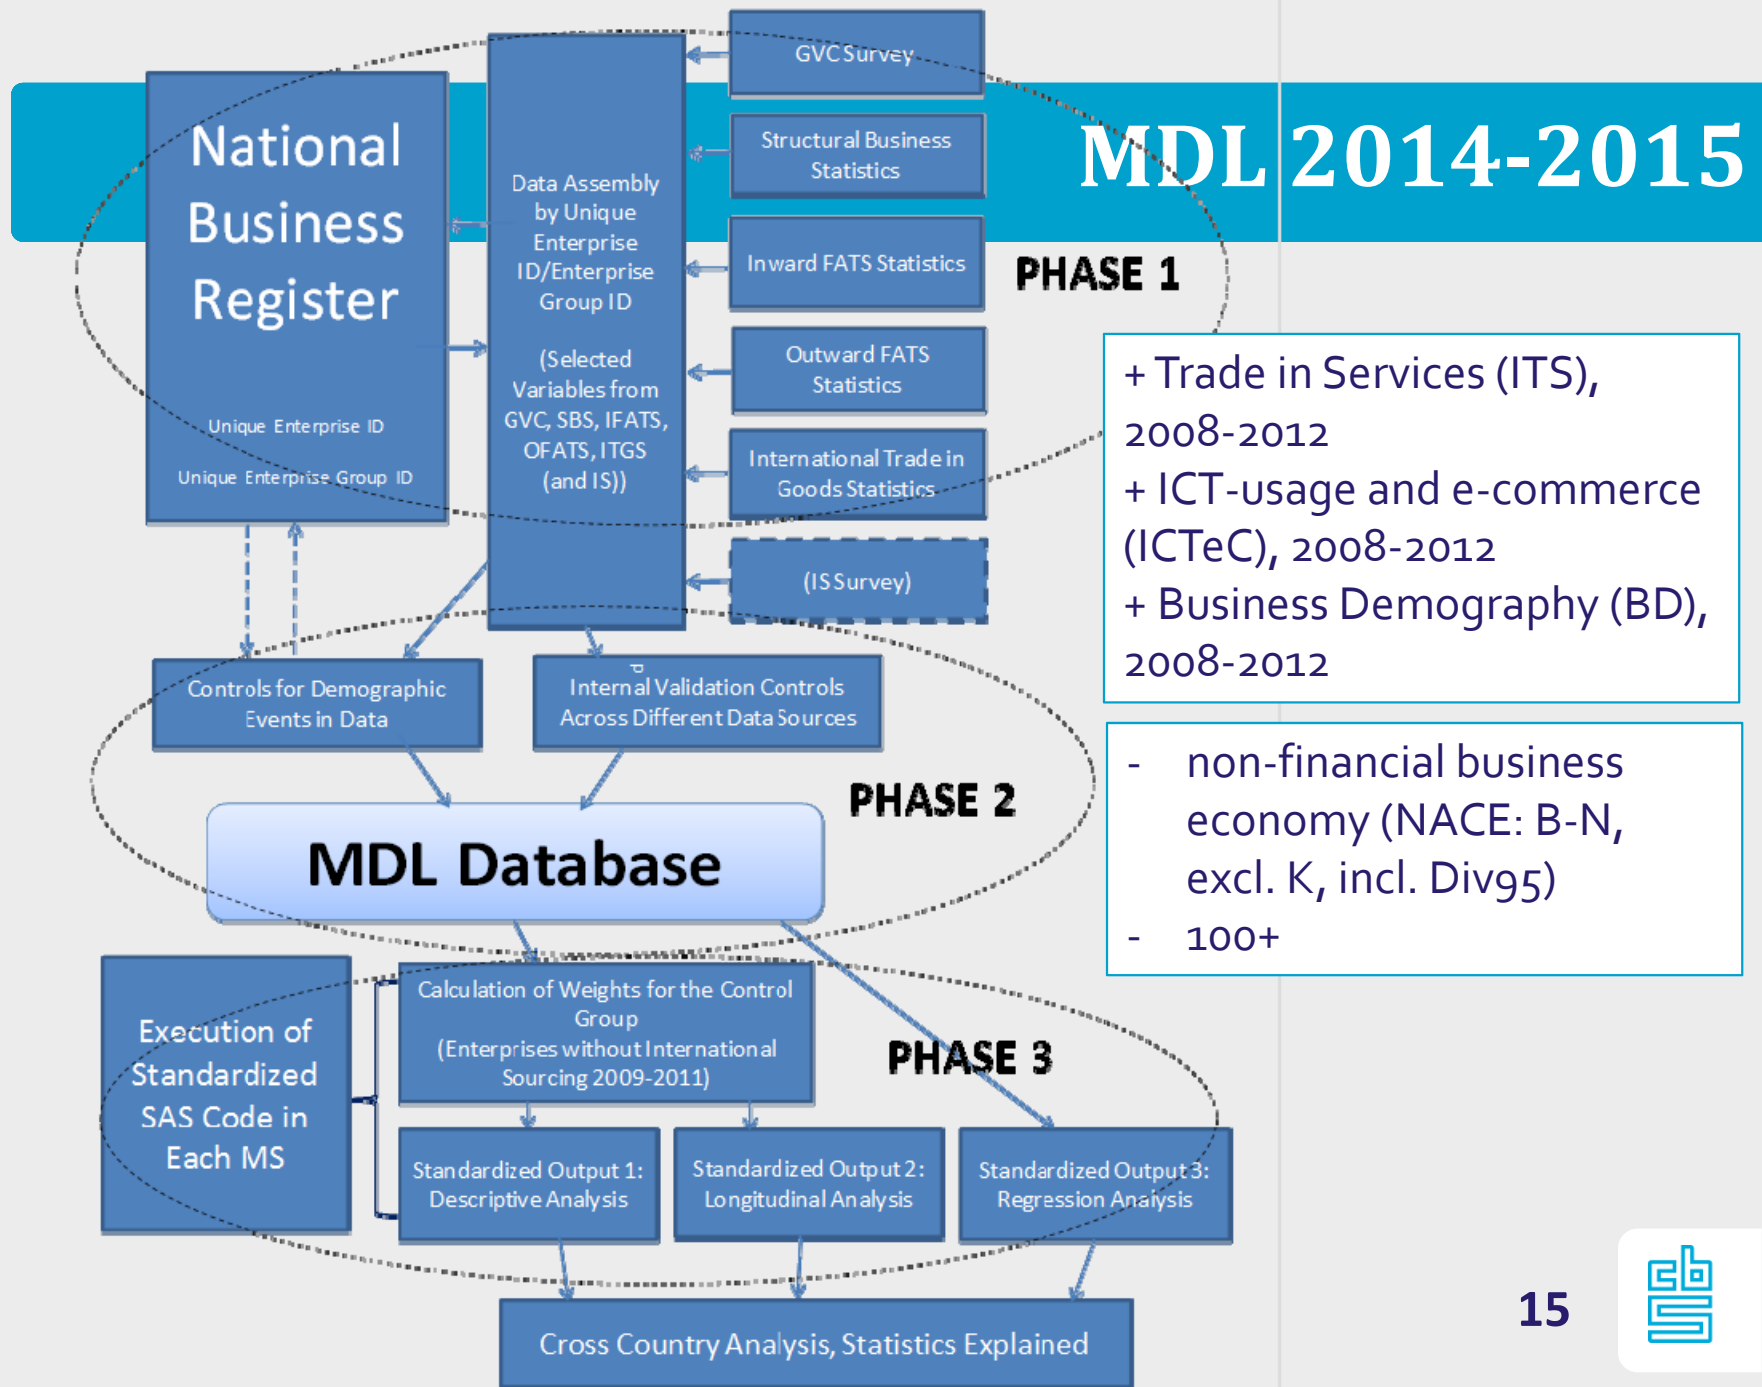 MDL 2014-2015
National
Business
Register
Unique Enterprise ID
Unique Enterprise Group ID
Data Assembly
by Unique
Enterprise
ID/Enterprise
Group ID
(Selected
Variables from
GVC, SBS, IFATS,
OFATS, ITGS
(and IS))
GVC Survey
Structural Business
Statistics
Inward FATS Statistics
Outward FATS
Statistics
International Trade in
Goods Statistics
(IS Survey)
PHASE 1
+ Trade in Services (ITS),
2008-2012
+ ICT-usage and e-commerce
(ICTeC), 2008-2012
+ Business Demography (BD),
2008-2012
- non-financial business
economy (NACE: B-N,
excl. K, incl. Div95)
- 100+
Controls for Demographic
Events in Data
p
Internal Validation Controls
Across Different Data Sources
PHASE 2
MDL Database
Execution of
Standardized
SAS Code in
Each MS
Calculation of Weights for the Control
Group
(Enterprises without International
Sourcing 2009-2011)
PHASE 3
Standardized Output 1:
Descriptive Analysis
Standardized Output 2:
Longitudinal Analysis
Standardized Output 3:
Regression Analysis
Cross Country Analysis, Statistics Explained
15
cbs